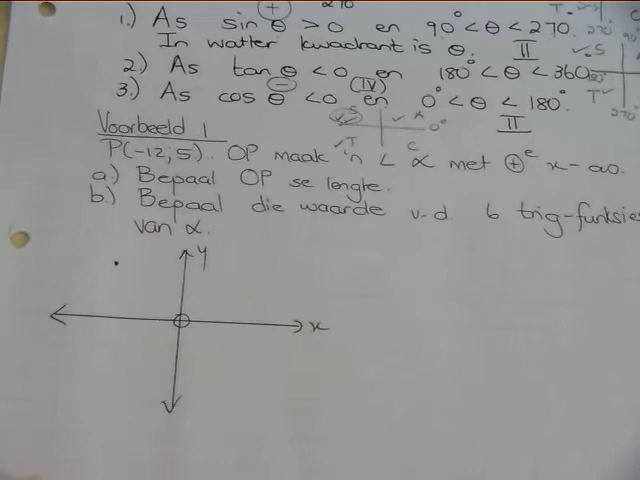 1.) As sin θ > 0 en 90° < θ < 270°.
In watter kwadrant is θ. II
2) As tan θ < 0 en 180° < θ < 360°
IV
3.) As cos θ < 0 en 0° < θ < 180°.
II
Voorbeeld 1
P(-12; 5). OP maak 'n < α met ⊕e x-as.
a) Bepaal OP se lengte.
b.) Bepaal die waarde v.d. 6 trig-funksies
van α.
y
x